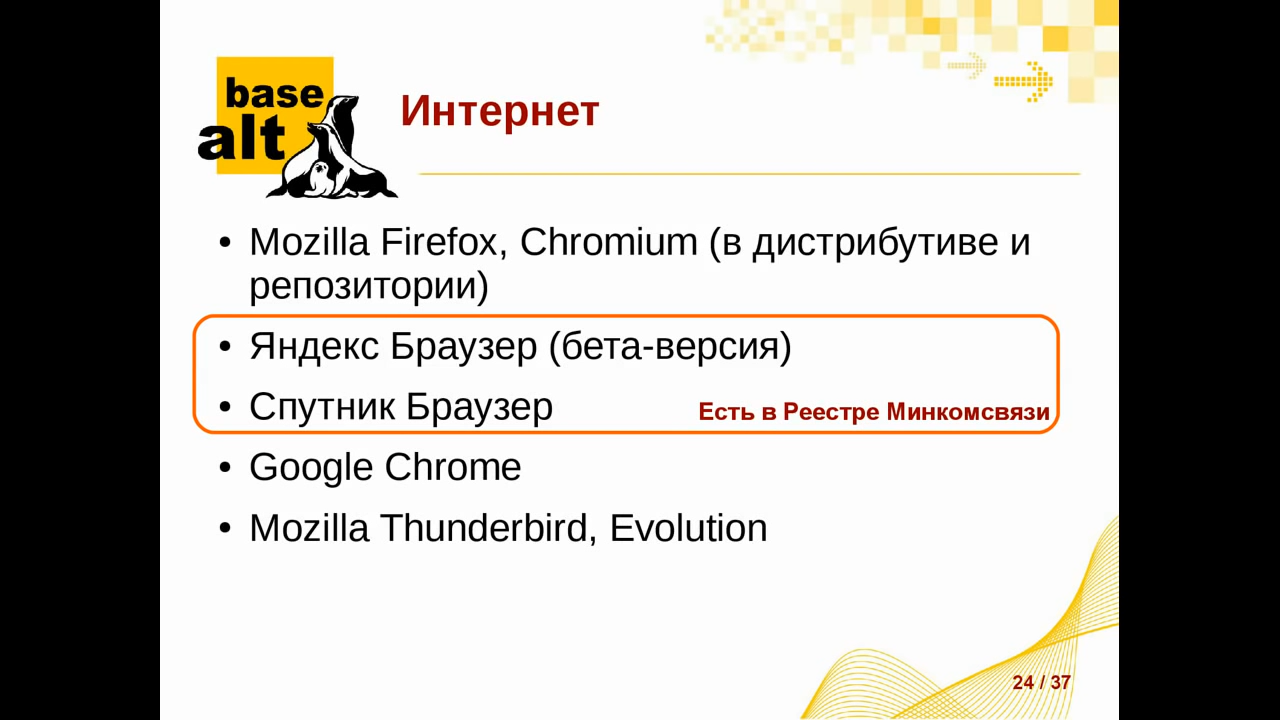 base
alt
Интернет
• Mozilla Firefox, Chromium (в дистрибутиве и
репозитории)
• Яндекс Браузер (бета-версия)
• Спутник Браузер
Есть в Реестре Минкомсвязи
• Google Chrome
• Mozilla Thunderbird, Evolution
24 / 37